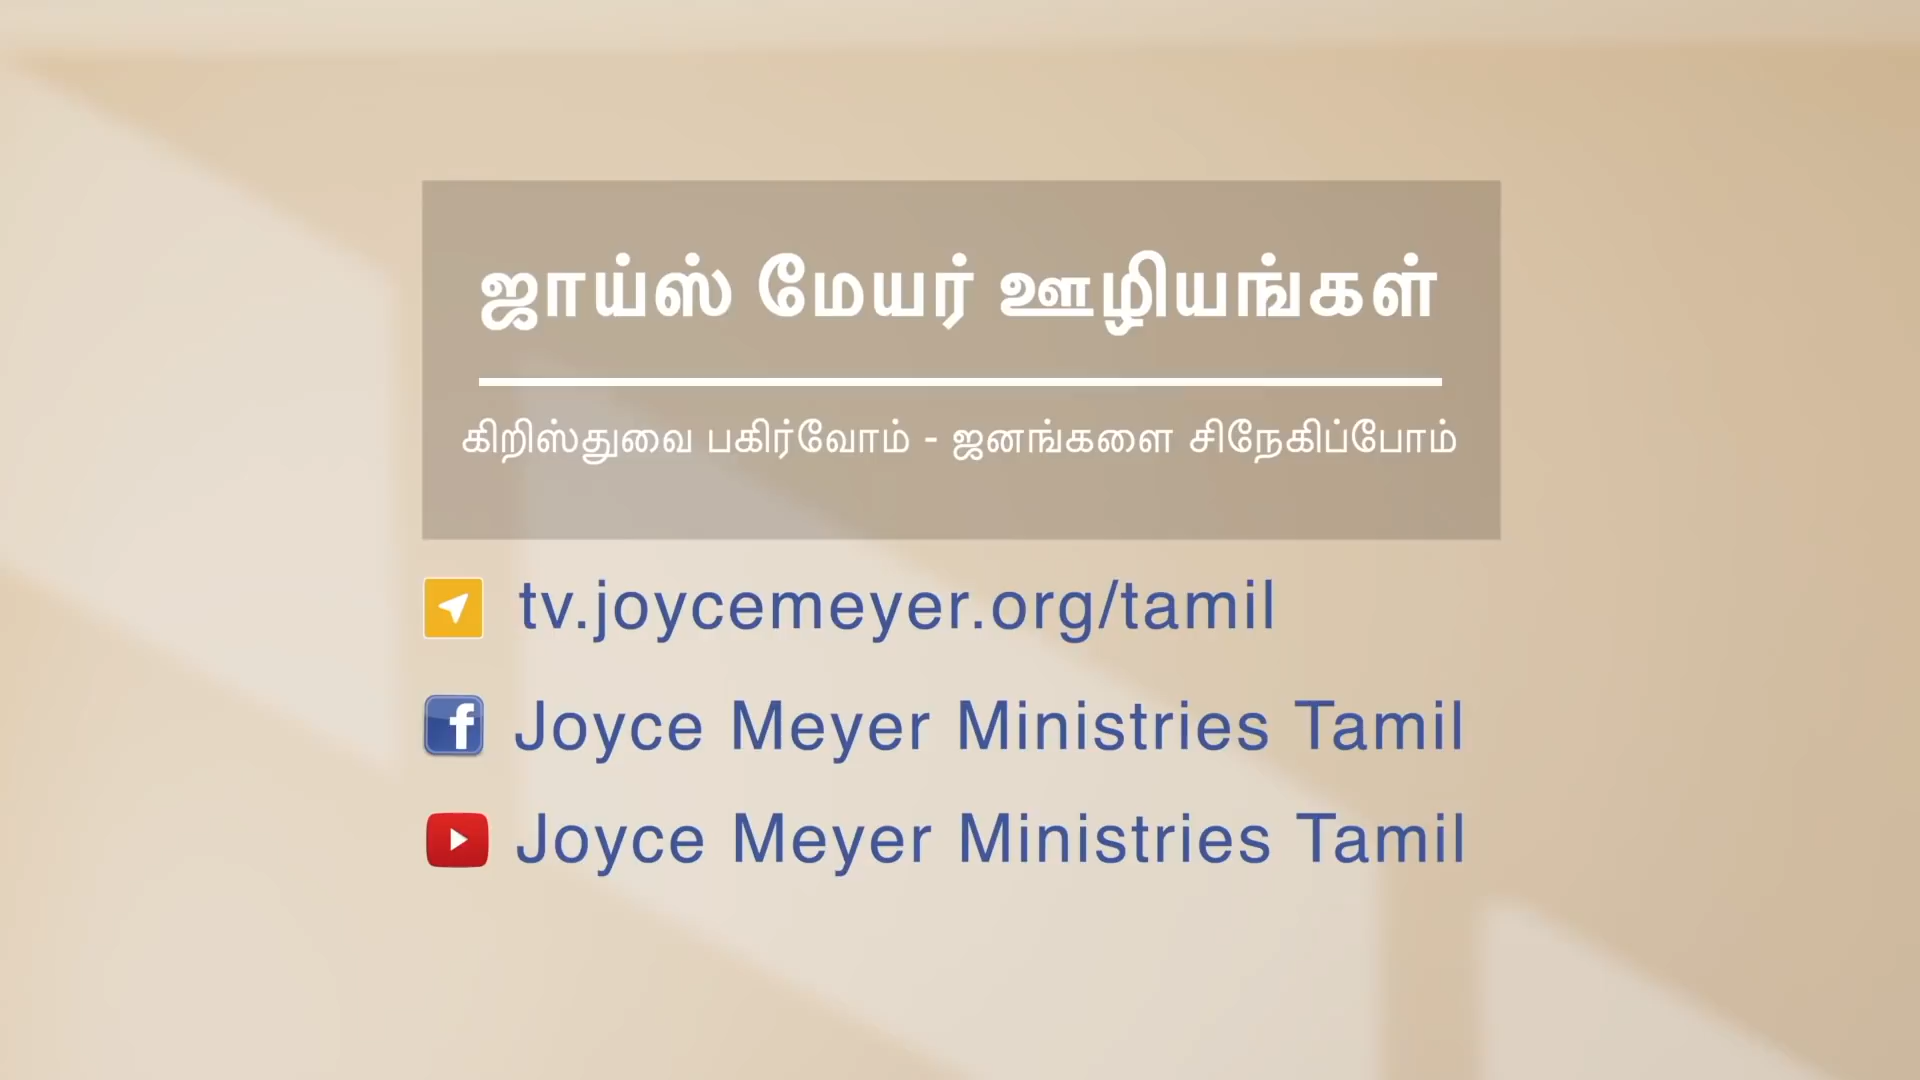 ஜாய்ஸ் மேயர் ஊழியங்கள்
கிறிஸ்துவை பகிர்வோம் - ஜனங்களை சிநேகிப்போம்
tv.joycemeyer.org/tamil
Joyce Meyer Ministries Tamil
Joyce Meyer Ministries Tamil